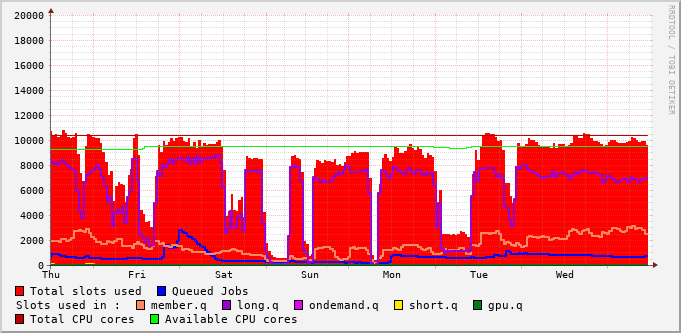 20000
18000
16000
14000
12000
10000
8000
6000
4000
2000
0
Thu Fri Sat Sun Mon Tue Wed
Total slots used Queued Jobs
Slots used in : member.q long.q ondemand.q short.q gpu.q
Total CPU cores Available CPU cores
RRDTOOL / TOBI OETIKER